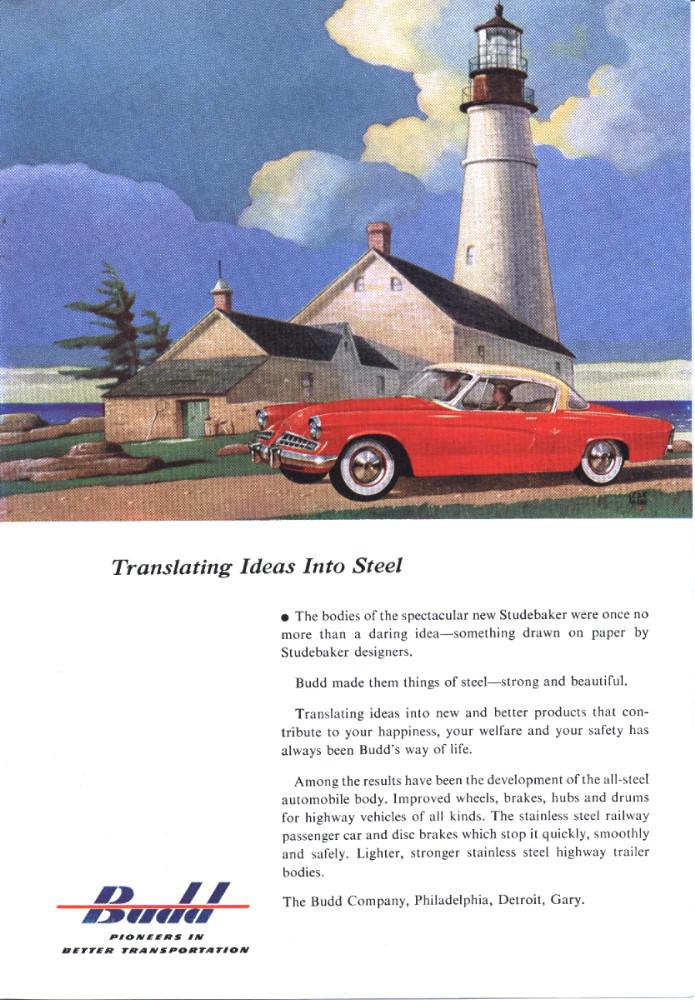 Translating Ideas Into Steel
● The bodies of the spectacular new Studebaker were once no
more than a daring idea—something drawn on paper by
Studebaker designers.
Budd made them things of steel—strong and beautiful.
Translating ideas into new and better products that con-
tribute to your happiness, your welfare and your safety has
always been Budd's way of life.
Among the results have been the development of the all-steel
automobile body. Improved wheels, brakes, hubs and drums
for highway vehicles of all kinds. The stainless steel railway
passenger car and disc brakes which stop it quickly, smoothly
and safely. Lighter, stronger stainless steel highway trailer
bodies.
The Budd Company, Philadelphia, Detroit, Gary.
Budd
PIONEERS IN
BETTER TRANSPORTATION